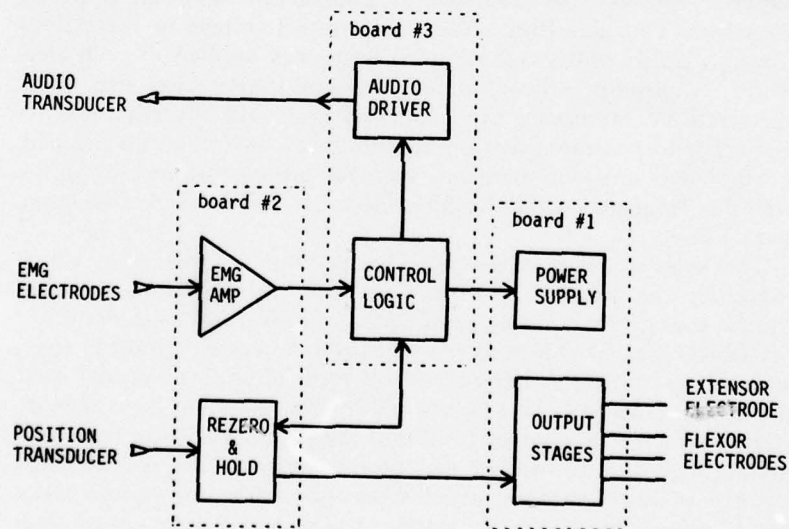 board #3
AUDIO
TRANSDUCER
AUDIO
DRIVER
board #2
board #1
EMG
ELECTRODES
EMG
AMP
CONTROL
LOGIC
POWER
SUPPLY
POSITION
TRANSDUCER
REZERO
&
HOLD
OUTPUT
STAGES
EXTENSOR
ELECTRODE
FLEXOR
ELECTRODES